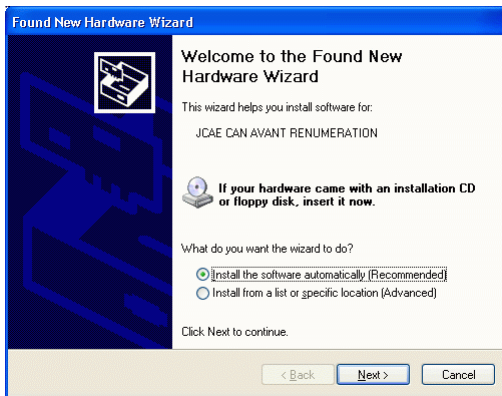 Found New Hardware Wizard
Welcome to the Found New
Hardware Wizard
This wizard helps you install software for:
JCAE CAN AVANT RENUMERATION
If your hardware came with an installation CD
or floppy disk, insert it now.
What do you want the wizard to do?
Install the software automatically (Recommended)
Install from a list or specific location (Advanced)
Click Next to continue.
< Back Next > Cancel